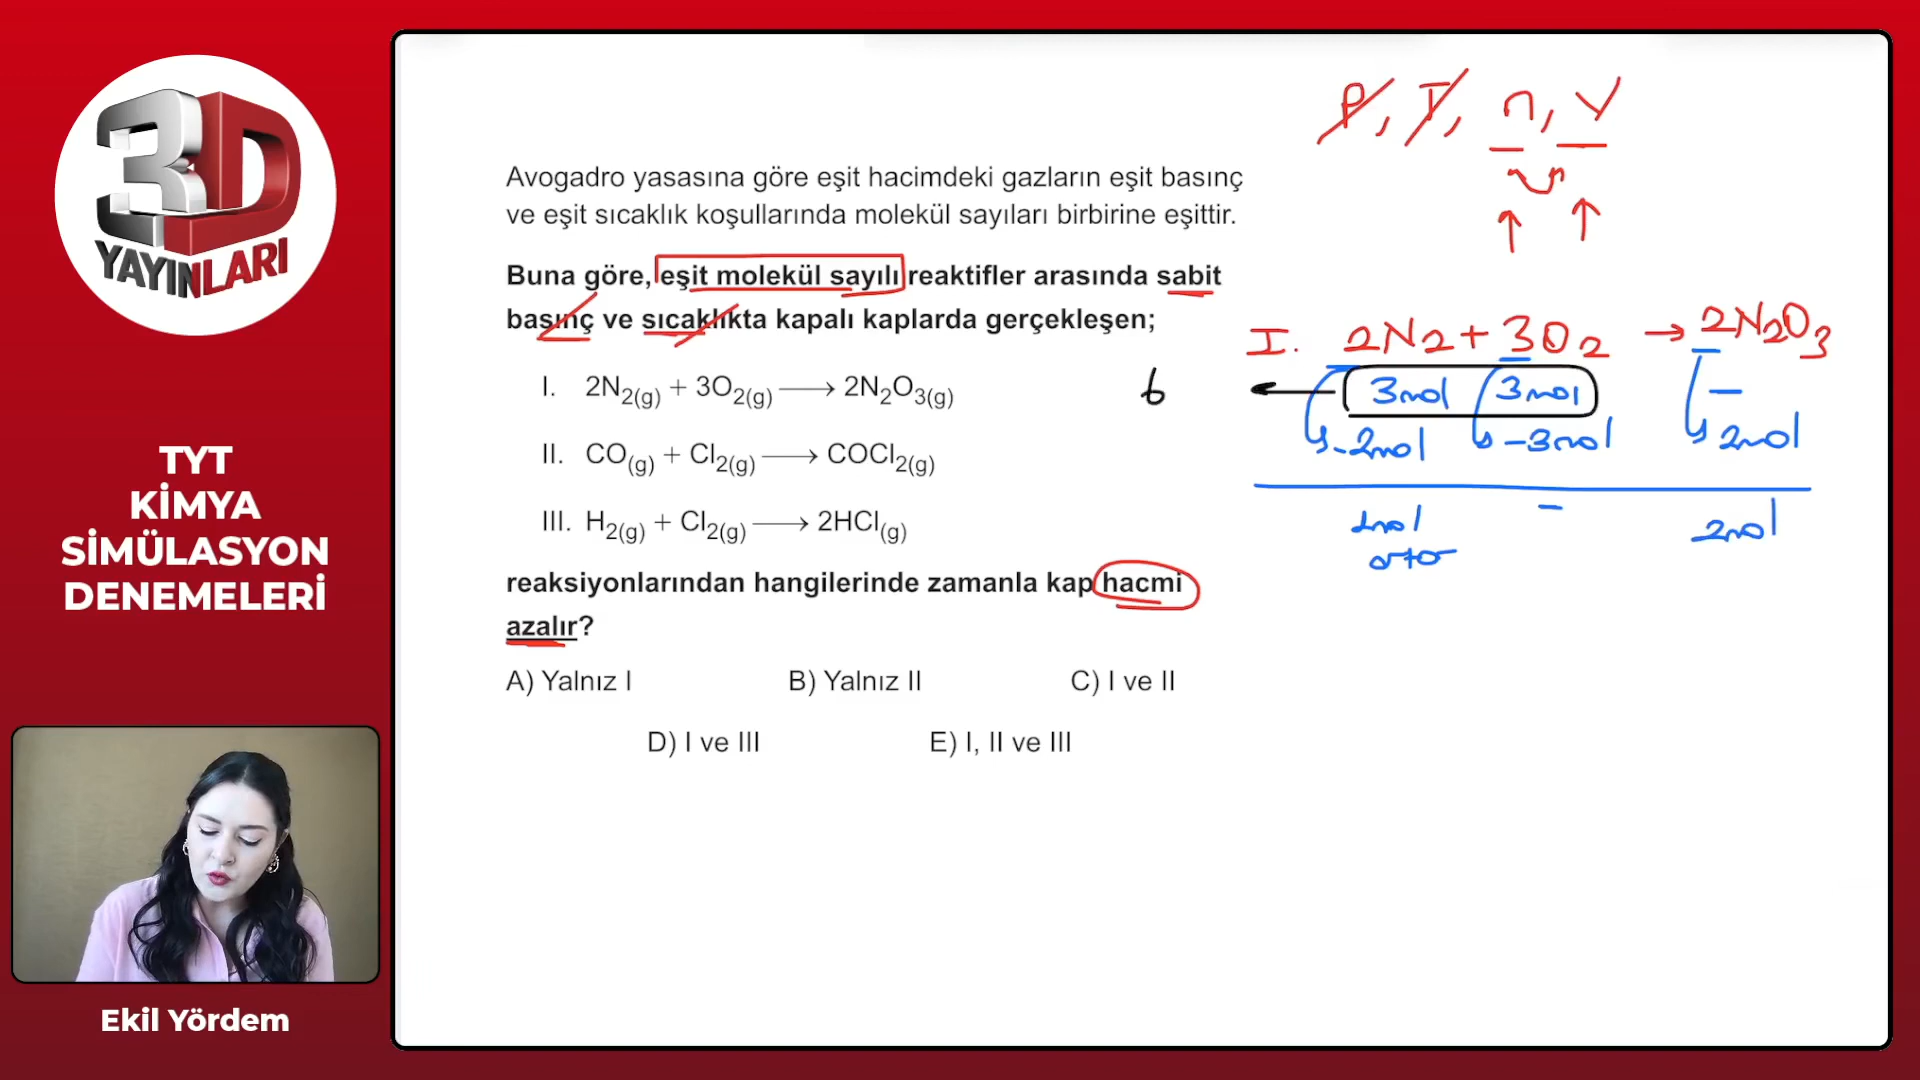 3D
YAYINLARI
TYT
KİMYA
SİMÜLASYON
DENEMELERİ
Ekil Yördem
Avogadro yasasına göre eşit hacimdeki gazların eşit basınç
ve eşit sıcaklık koşullarında molekül sayıları birbirine eşittir.
Buna göre, eşit molekül sayılı reaktifler arasında sabit
basınç ve sıcaklıkta kapalı kaplarda gerçekleşen;
I. 2N2(g) + 3O2(g) ⟶ 2N2O3(g)
II. CO(g) + Cl2(g) ⟶ COCl2(g)
III. H2(g) + Cl2(g) ⟶ 2HCl(g)
reaksiyonlarından hangilerinde zamanla kap hacmi
azalır?
A) Yalnız I B) Yalnız II C) I ve II
D) I ve III E) I, II ve III
P, T, n, V
I. 2N2 + 3O2 → 2N2O3
6 ← 3mol 3mol –
-2mol -3mol 2mol
1mol – 2mol
artar